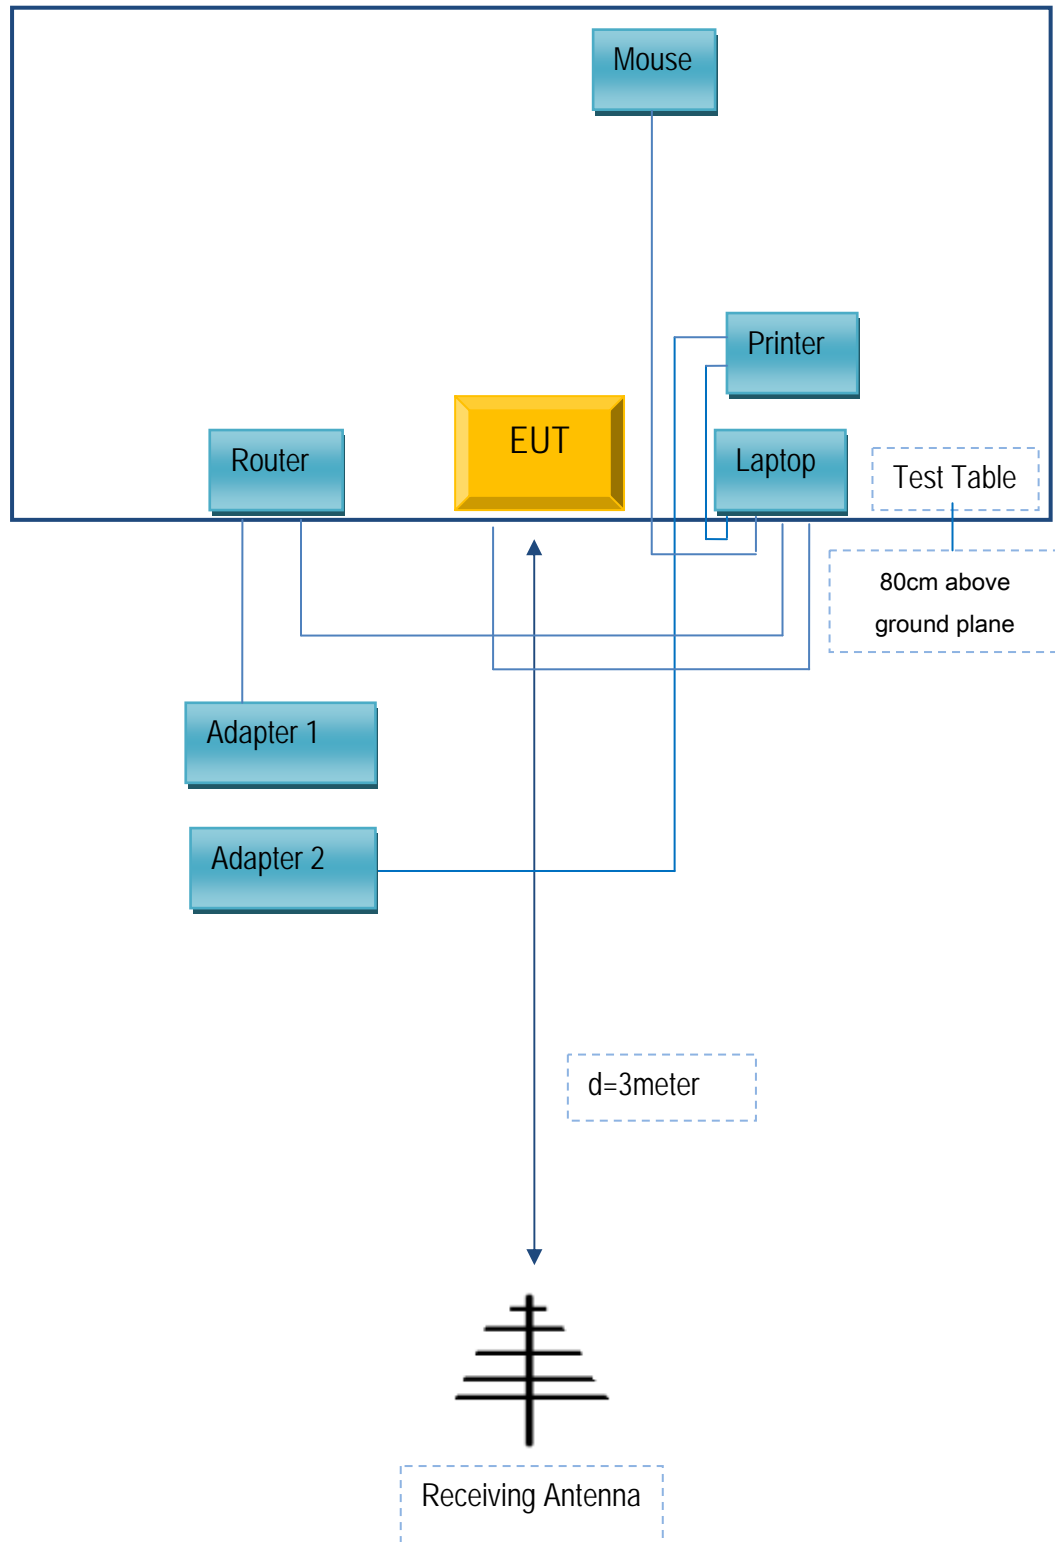 Mouse
Printer
EUT
Router
Laptop
Test Table
80cm above
ground plane
Adapter 1
Adapter 2
d=3meter
Receiving Antenna